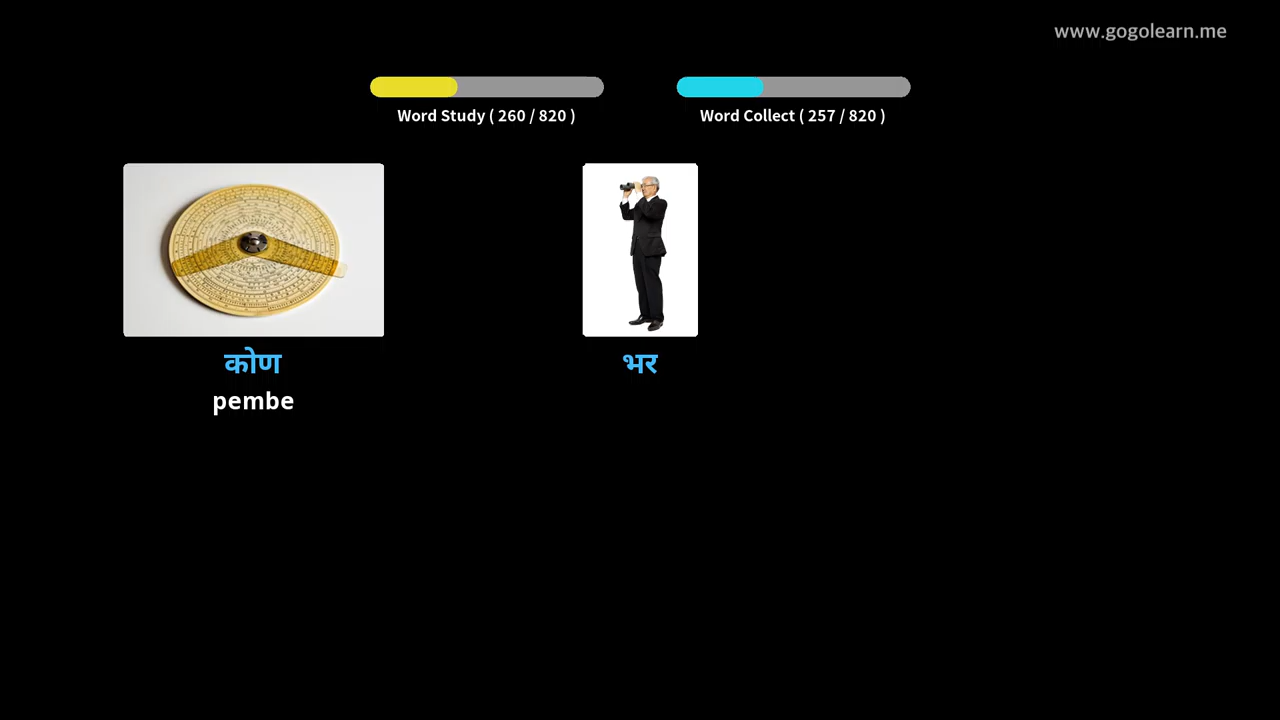 www.gogolearn.me
Word Study ( 260 / 820 )
Word Collect ( 257 / 820 )
कोण
pembe
भर